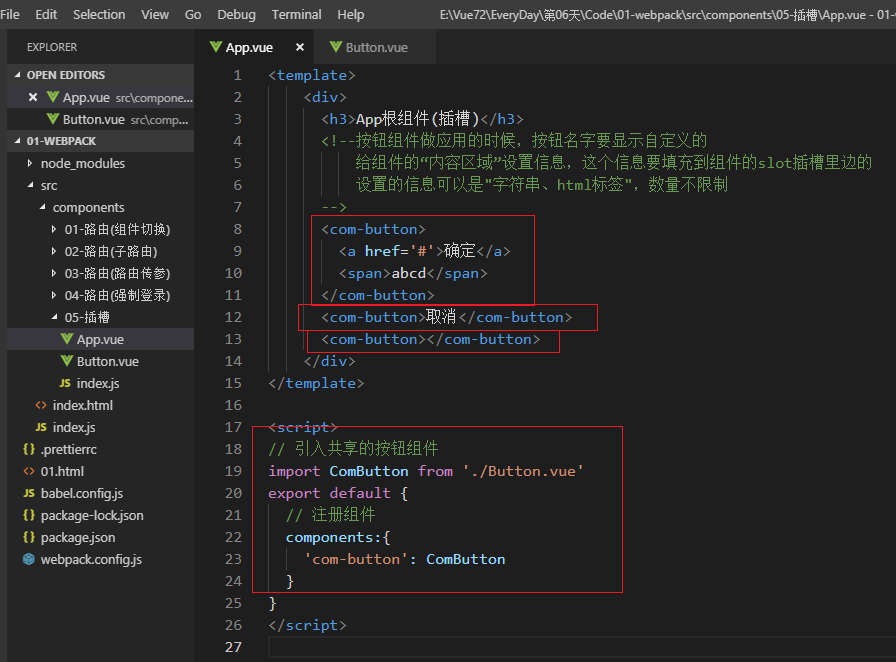 File Edit Selection View Go Debug Terminal Help E:\Vue72\EveryDay\第06天\Code\01-webpack\src\components\05-插槽\App.vue - 01-
EXPLORER
OPEN EDITORS
App.vue src\compone...
Button.vue src\comp...
01-WEBPACK
node_modules
src
components
01-路由(组件切换)
02-路由(子路由)
03-路由(路由传参)
04-路由(强制登录)
05-插槽
App.vue
Button.vue
JS index.js
<> index.html
JS index.js
{} .prettierrc
<> 01.html
JS babel.config.js
{} package-lock.json
{} package.json
webpack.config.js
App.vue × Button.vue
1 <template>
2 <div>
3 <h3>App根组件(插槽)</h3>
4 <!--按钮组件做应用的时候，按钮名字要显示自定义的
5 给组件的“内容区域”设置信息，这个信息要填充到组件的slot插槽里边的
6 设置的信息可以是"字符串、html标签"，数量不限制
7 -->
8 <com-button>
9 <a href='#'>确定</a>
10 <span>abcd</span>
11 </com-button>
12 <com-button>取消</com-button>
13 <com-button></com-button>
14 </div>
15 </template>
16
17 <script>
18 // 引入共享的按钮组件
19 import ComButton from './Button.vue'
20 export default {
21 // 注册组件
22 components:{
23 'com-button': ComButton
24 }
25 }
26 </script>
27